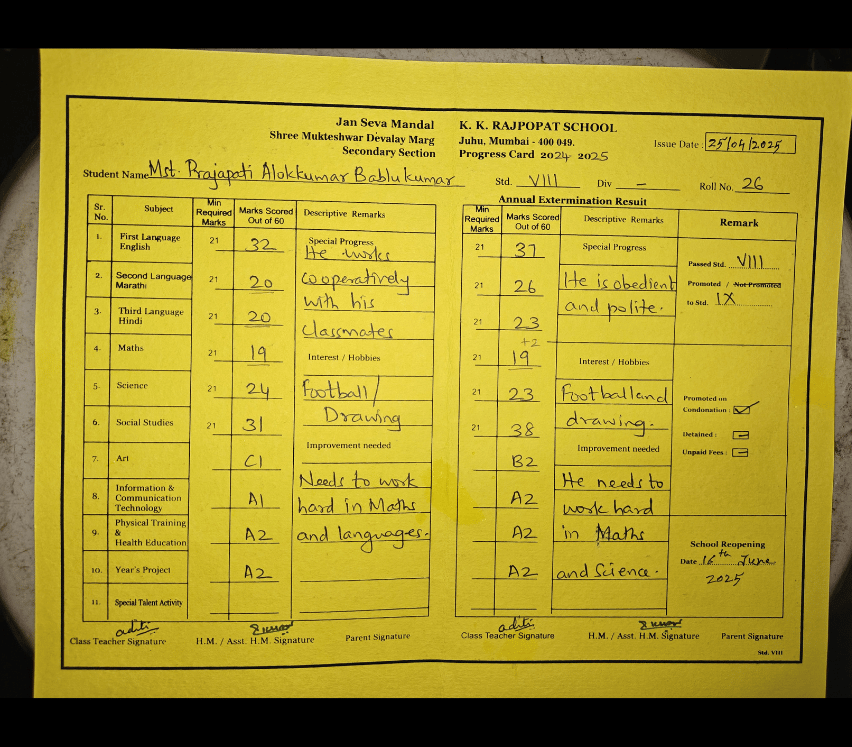 Jan Seva Mandal
Shree Mukteshwar Devalay Marg
Secondary Section
K. K. RAJPOPAT SCHOOL
Juhu, Mumbai - 400 049.
Progress Card 2024 2025
Issue Date : 25/04/2025
Student Name Mst. Prajapati Alokkumar Bablukumar
Std. VIII Div - Roll No. 26
Annual Extermination Result
Sr. No. Subject Min Required Marks Marks Scored Out of 60 Descriptive Remarks
Min Required Marks Marks Scored Out of 60 Descriptive Remarks Remark
1. First Language English 21 32 Special Progress
He works
21 37 Special Progress
Passed Std. VIII
2. Second Language Marathi 21 20 cooperatively
21 26 He is obedient
Promoted / Not Promoted
with his
and polite.
to Std. IX
3. Third Language Hindi 21 20 Classmates
21 23
+2
4. Maths 21 19 Interest / Hobbies
21 19 Interest / Hobbies
5. Science 21 24 Football/
21 23 Football and
Promoted on
Condonation :
Drawing
drawing.
6. Social Studies 21 31
21 38
Detained :
Improvement needed
Improvement needed
Unpaid Fees :
7. Art C1
B2
Needs to work
He needs to
8. Information & Communication Technology A1 hard in Maths
A2 work hard
9. Physical Training & Health Education A2 and languages.
A2 in Maths
School Reopening
10. Year's Project A2
A2 and Science.
Date 16th June
2025
11. Special Talent Activity
aditi
aditi
Class Teacher Signature H.M. / Asst. H.M. Signature Parent Signature
Class Teacher Signature H.M. / Asst. H.M. Signature Parent Signature
Std. VIII